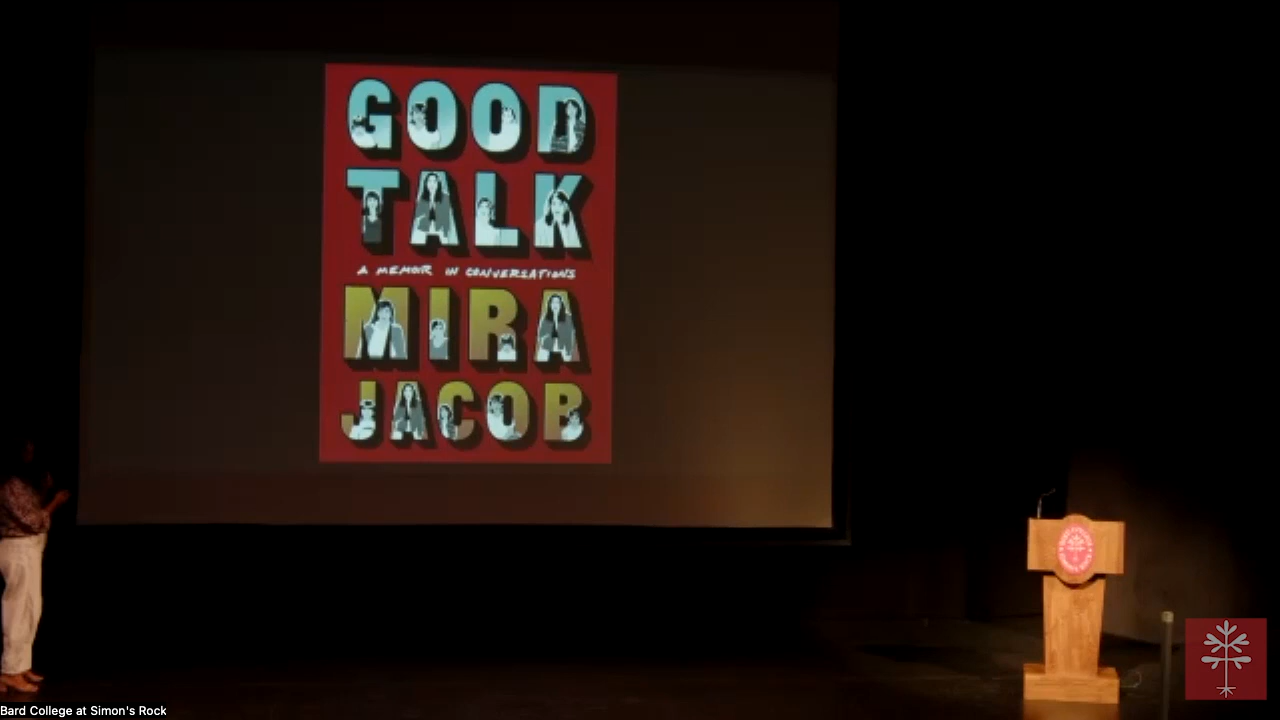 GOOD
TALK
A MEMOIR IN CONVERSATIONS
MIRA
JACOB
Bard College at Simon's Rock